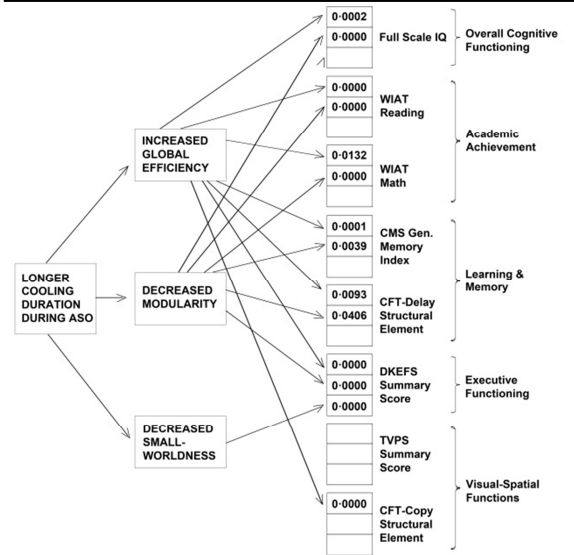 LONGER
COOLING
DURATION
DURING ASO
INCREASED
GLOBAL
EFFICIENCY
DECREASED
MODULARITY
DECREASED
SMALL-
WORLDNESS
0·0002
0·0000
Full Scale IQ
Overall Cognitive
Functioning
0·0000
0·0000
WIAT
Reading
0·0132
0·0000
WIAT
Math
Academic
Achievement
0·0001
0·0039
CMS Gen.
Memory
Index
0·0093
0·0406
CFT-Delay
Structural
Element
Learning &
Memory
0·0000
0·0000
0·0000
DKEFS
Summary
Score
Executive
Functioning
TVPS
Summary
Score
0·0000
CFT-Copy
Structural
Element
Visual-Spatial
Functions